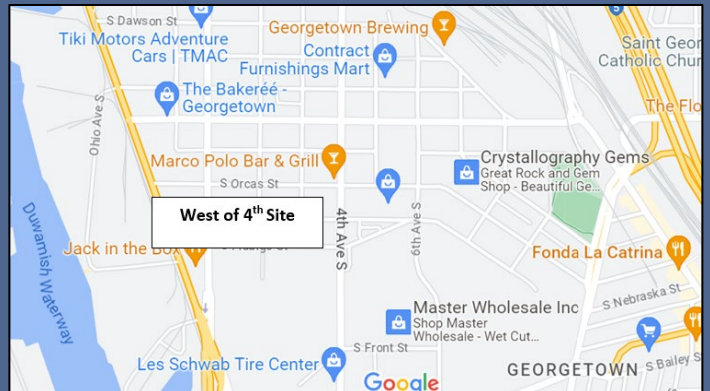 S Dawson St
Georgetown Brewing
Tiki Motors Adventure
Cars | TMAC
Contract
Furnishings Mart
Saint Geor
Catholic Chur
5
The Bakeréé -
Georgetown
The Flo
Ohio Ave S
Marco Polo Bar & Grill
Crystallography Gems
Great Rock and Gem
Shop - Beautiful Ge...
S Orcas St
West of 4th Site
4th Ave S
6th Ave S
Duwamish Waterway
Jack in the Box
Fonda La Catrina
S Nebraska St
Master Wholesale Inc
Shop Master
Wholesale - Wet Cut...
S Front St
Les Schwab Tire Center
Google
GEORGETOWN
S Bailey S